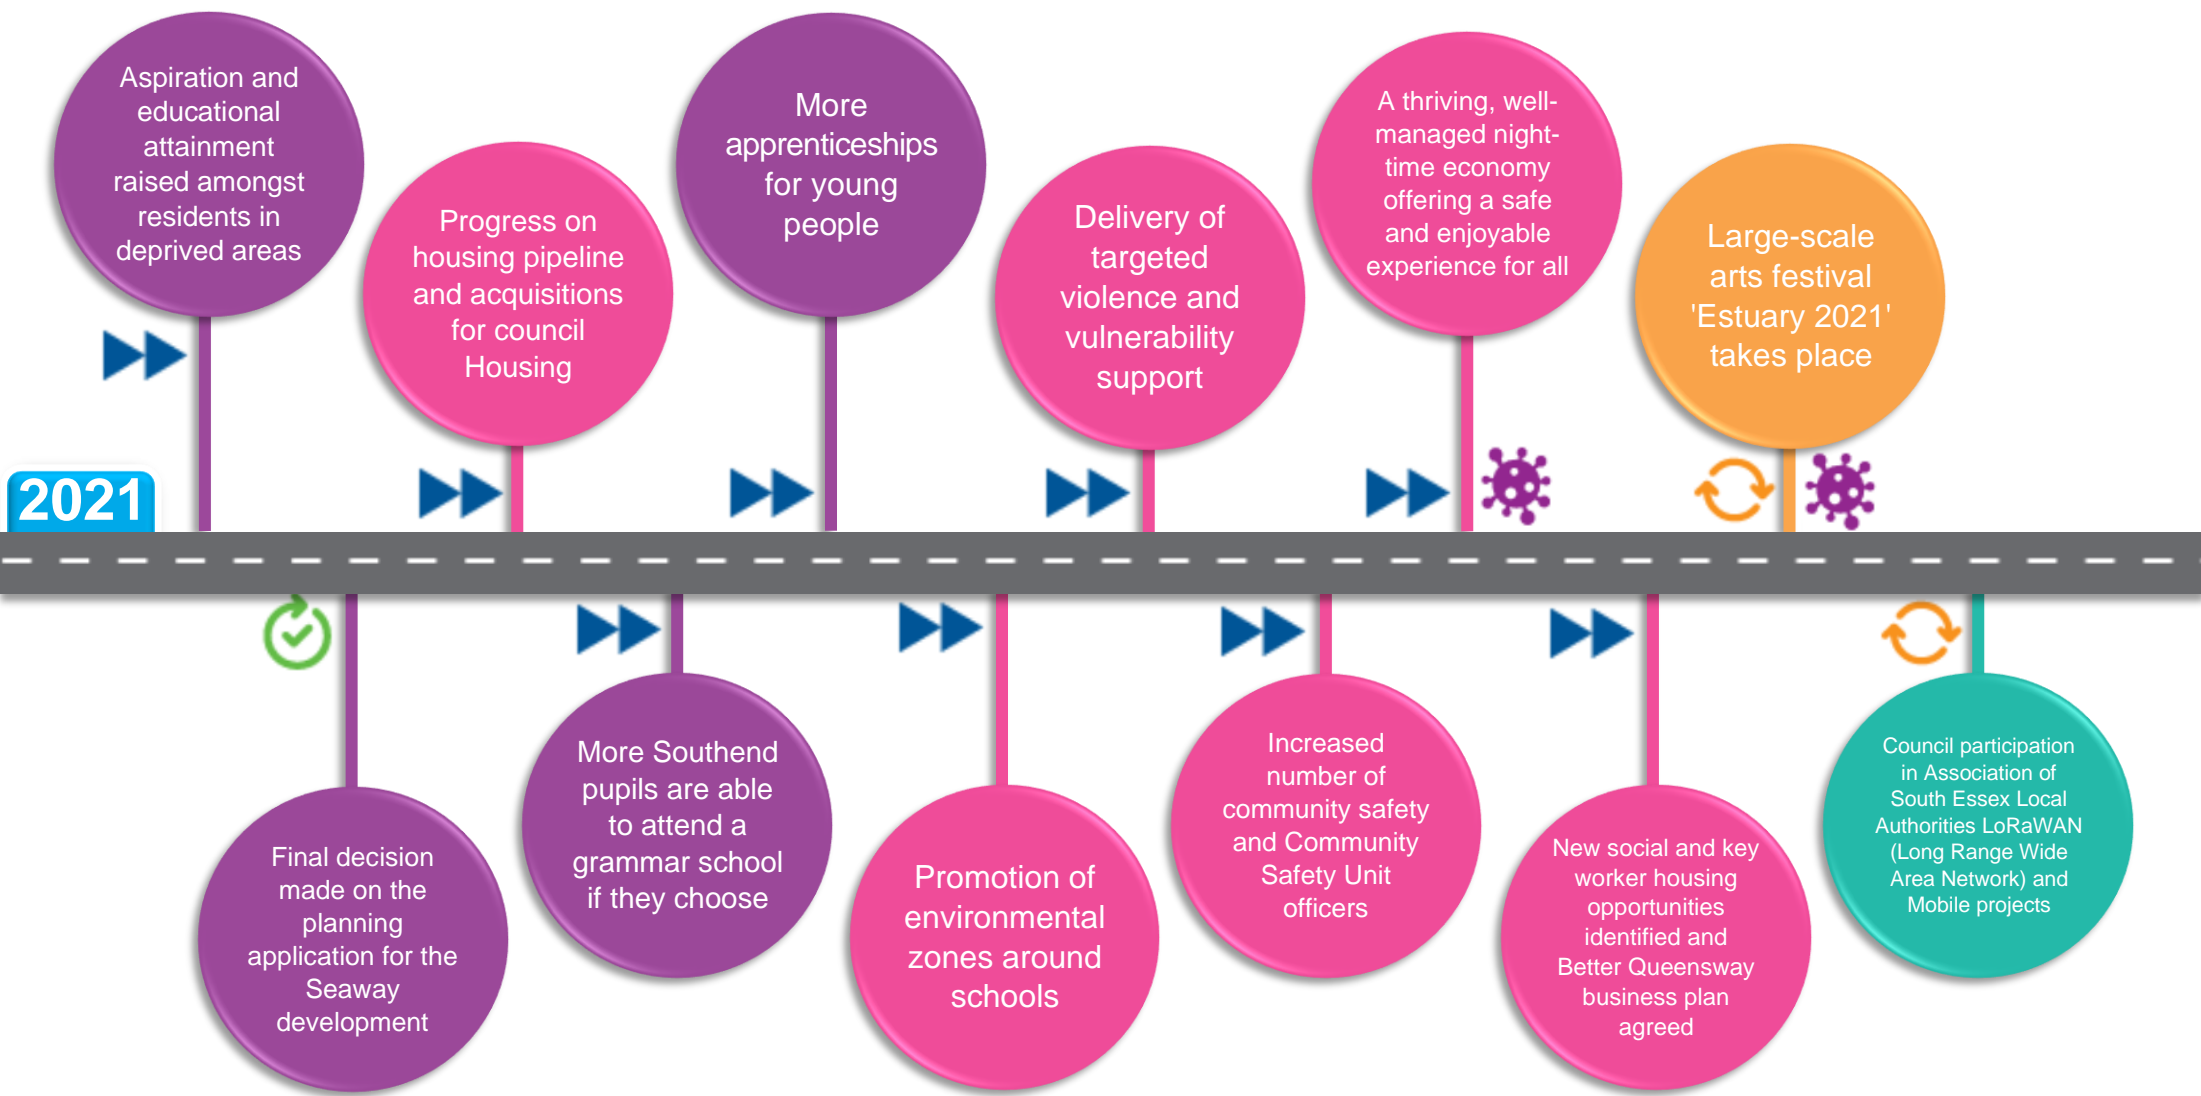 Aspiration and
educational
attainment
raised amongst
residents in
deprived areas
Progress on
housing pipeline
and acquisitions
for council
Housing
More
apprenticeships
for young
people
Delivery of
targeted
violence and
vulnerability
support
A thriving, well-
managed night-
time economy
offering a safe
and enjoyable
experience for all
Large-scale
arts festival
'Estuary 2021'
takes place
2021
Final decision
made on the
planning
application for the
Seaway
development
More Southend
pupils are able
to attend a
grammar school
if they choose
Promotion of
environmental
zones around
schools
Increased
number of
community safety
and Community
Safety Unit
officers
New social and key
worker housing
opportunities
identified and
Better Queensway
business plan
agreed
Council participation
in Association of
South Essex Local
Authorities LoRaWAN
(Long Range Wide
Area Network) and
Mobile projects